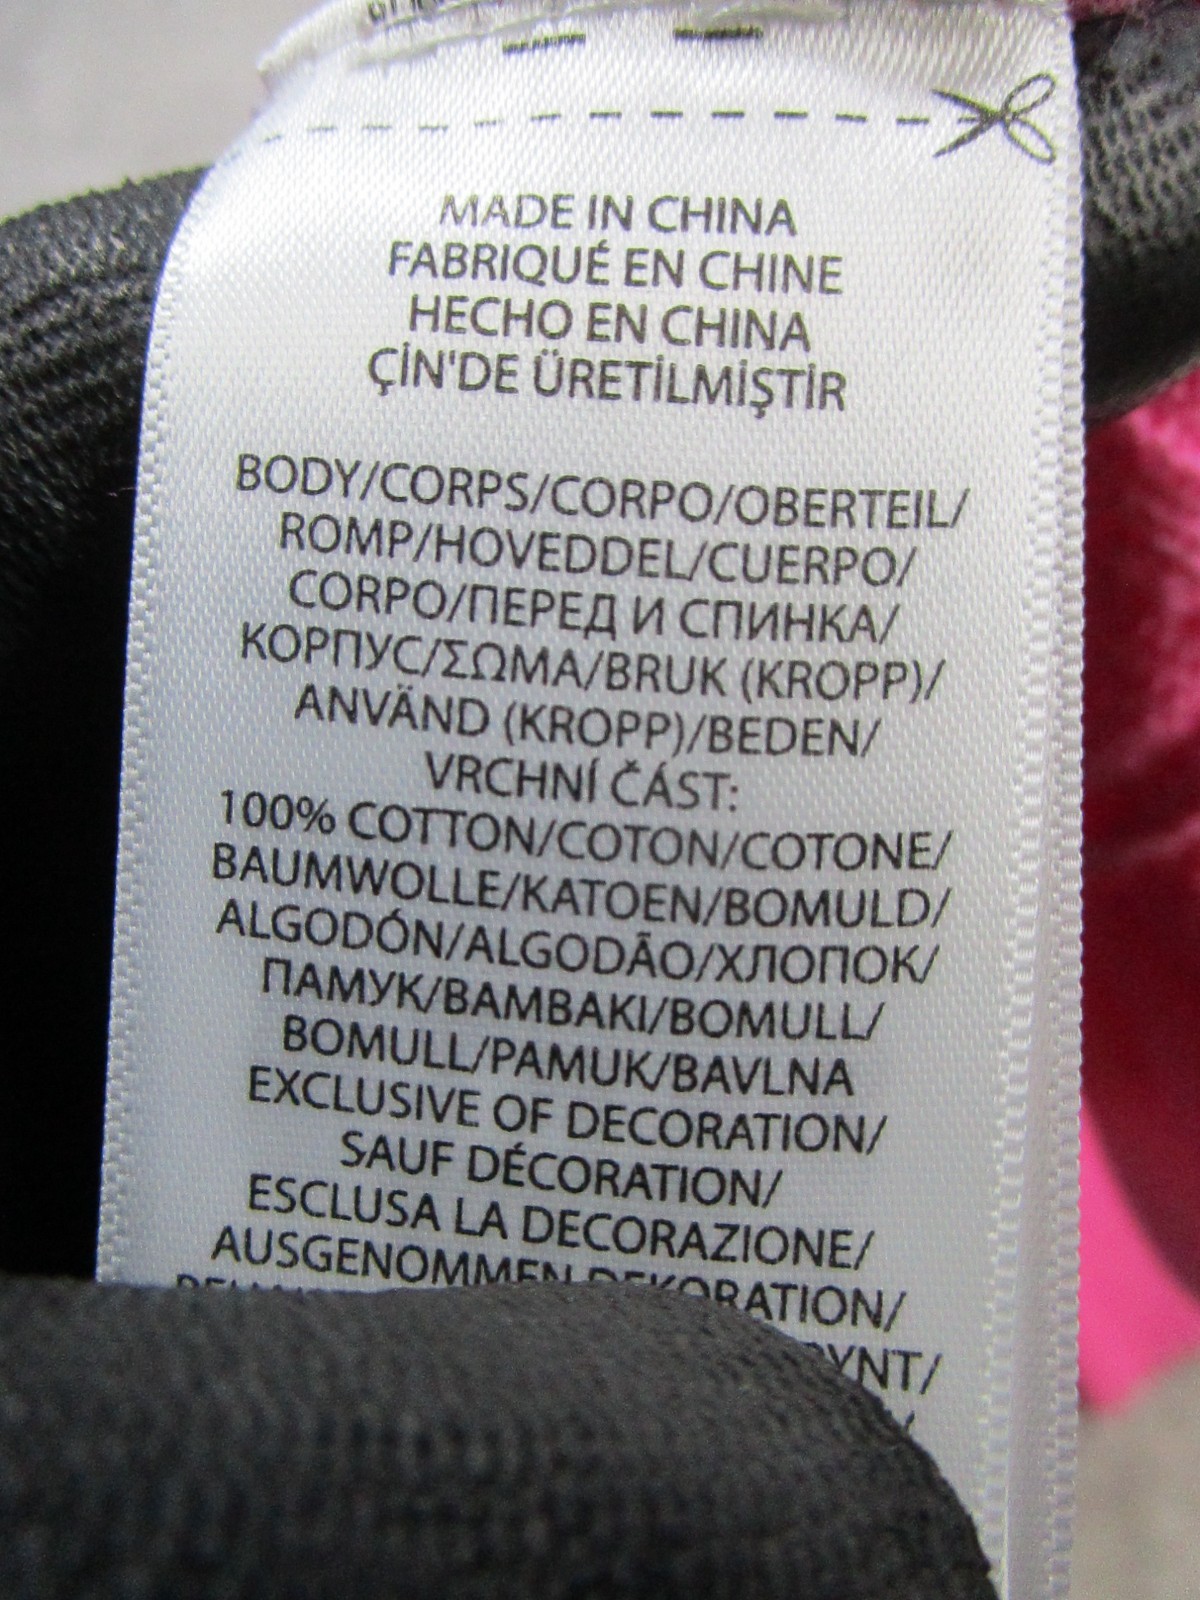 MADE IN CHINA
FABRIQUÉ EN CHINE
HECHO EN CHINA
ÇİN'DE ÜRETİLMİŞTİR
BODY/CORPS/CORPO/OBERTEIL/
ROMP/HOVEDDEL/CUERPO/
CORPO/ПЕРЕД И СПИНКА/
КОРПУС/ΣΩΜΑ/BRUK (KROPP)/
ANVÄND (KROPP)/BEDEN/
VRCHNÍ ČÁST:
100% COTTON/COTON/COTONE/
BAUMWOLLE/KATOEN/BOMULD/
ALGODÓN/ALGODÃO/ХЛОПОК/
ПАМУК/ΒΑΜΒΑΚΙ/BOMULL/
BOMULL/PAMUK/BAVLNA
EXCLUSIVE OF DECORATION/
SAUF DÉCORATION/
ESCLUSA LA DECORAZIONE/
AUSGENOMMEN DEKORATION/